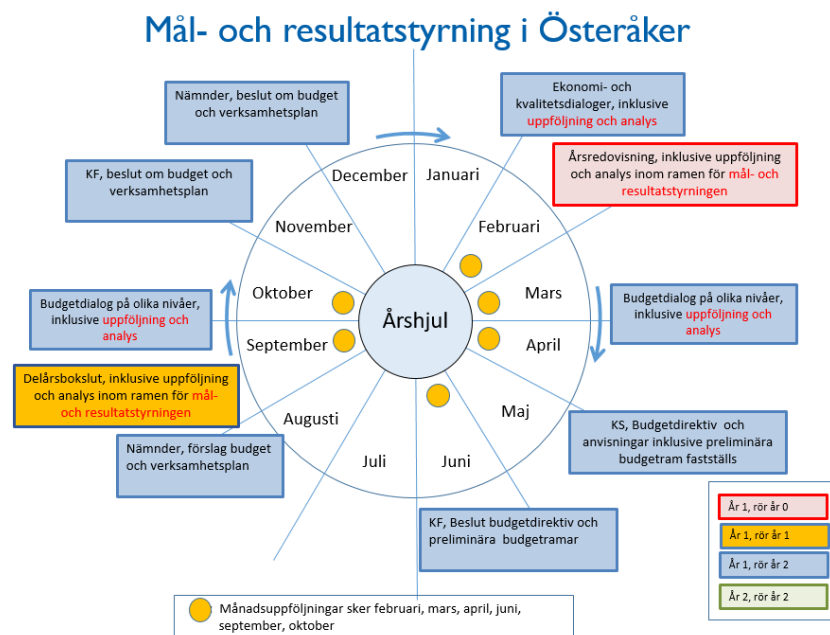 Mål- och resultatstyrning i Österåker
Nämnder, beslut om budget
och verksamhetsplan
Ekonomi- och
kvalitetsdialoger, inklusive
uppföljning och analys
KF, beslut om budget och
verksamhetsplan
Årsredovisning, inklusive uppföljning
och analys inom ramen för mål- och
resultatstyrningen
December
Januari
November
Februari
Oktober
Mars
Årshjul
Budgetdialog på olika nivåer,
inklusive uppföljning och
analys
Budgetdialog på olika nivåer,
inklusive uppföljning och
analys
September
April
Delårsbokslut, inklusive uppföljning
och analys inom ramen för mål-
och resultatstyrningen
Augusti
Maj
Juli
Juni
Nämnder, förslag budget
och verksamhetsplan
KS, Budgetdirektiv och
anvisningar inklusive preliminära
budgetram fastställs
KF, Beslut budgetdirektiv och
preliminära budgetramar
År 1, rör år 0
År 1, rör år 1
År 1, rör år 2
År 2, rör år 2
Månadsuppföljningar sker februari, mars, april, juni,
september, oktober